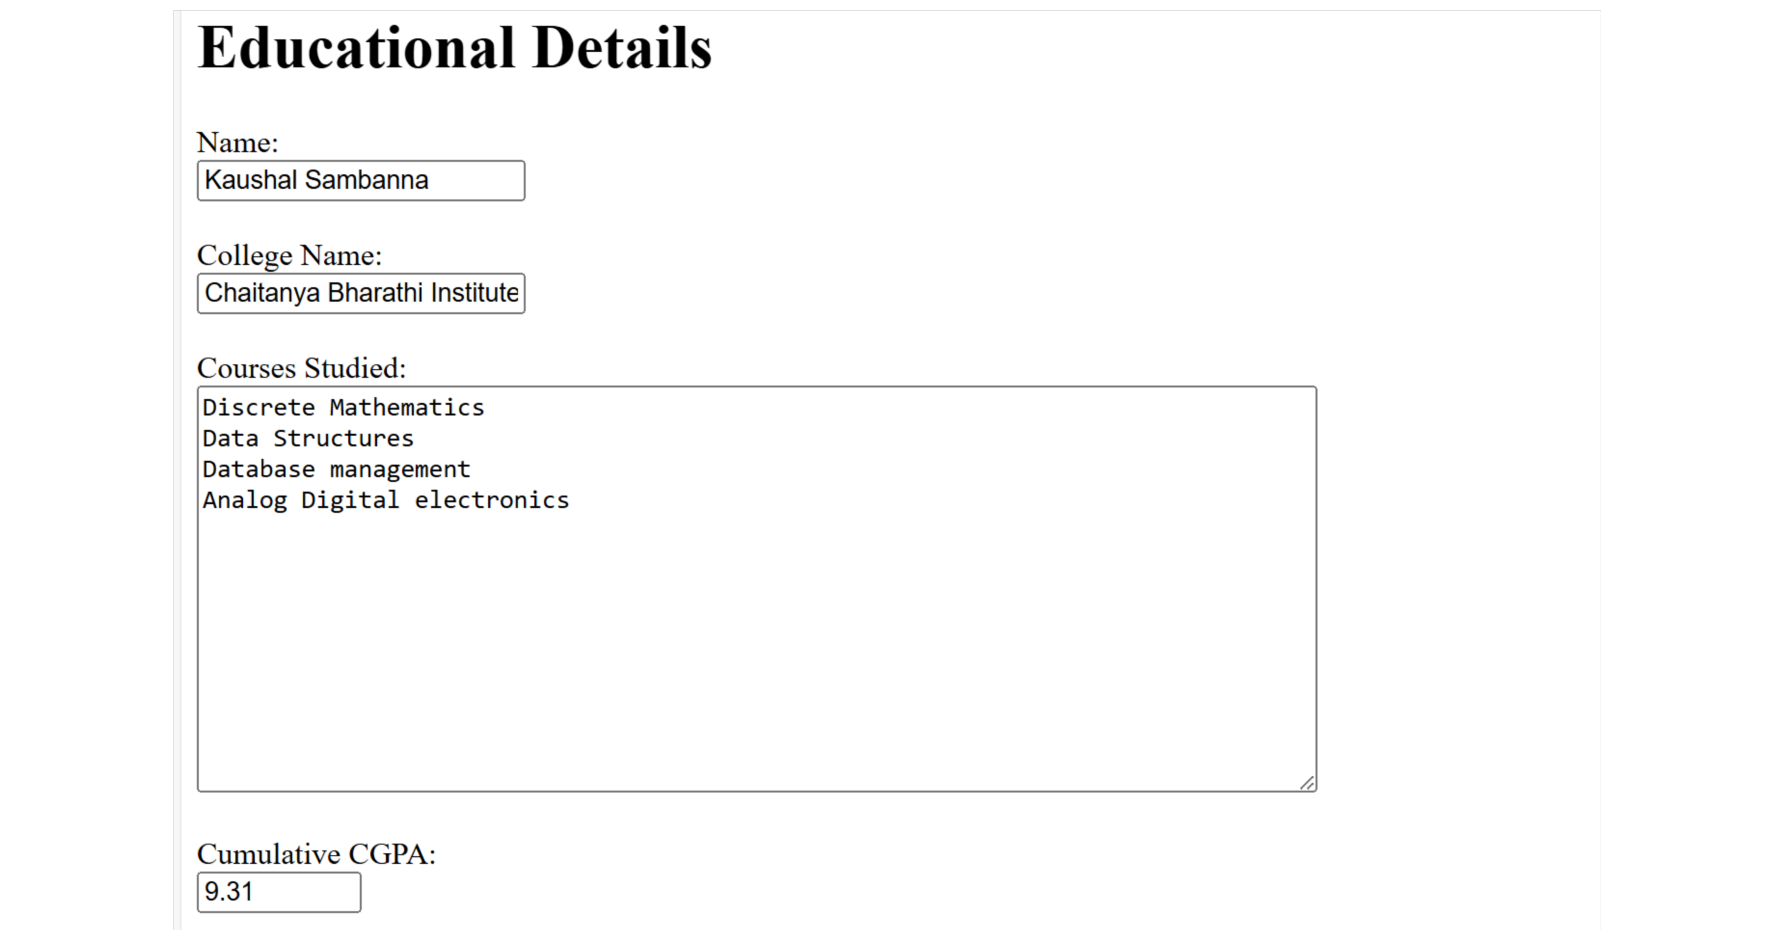 Educational Details
Name:
Kaushal Sambanna
College Name:
Chaitanya Bharathi Institute
Courses Studied:
Discrete Mathematics
Data Structures
Database management
Analog Digital electronics
Cumulative CGPA:
9.31